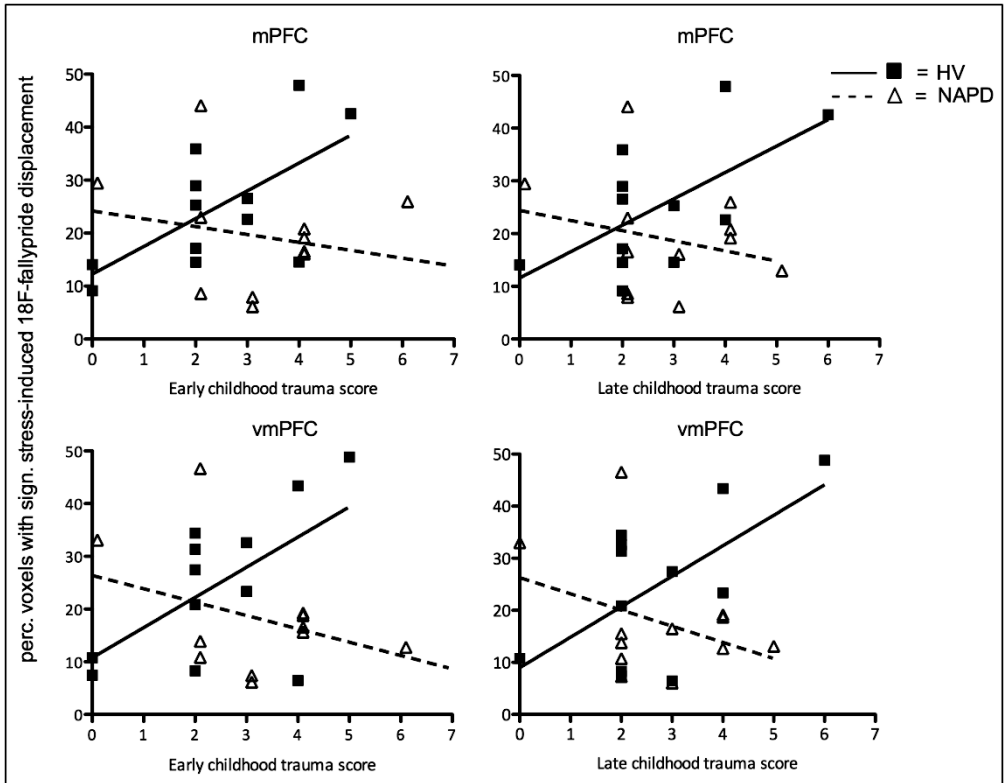 mPFC
mPFC
■ = HV
△ = NAPD
perc. voxels with sign. stress-induced 18F-fallypride displacement
50
40
30
20
10
0
0 1 2 3 4 5 6 7
Early childhood trauma score
50
40
30
20
10
0
0 1 2 3 4 5 6 7
Late childhood trauma score
vmPFC
vmPFC
50
40
30
20
10
0
0 1 2 3 4 5 6 7
Early childhood trauma score
50
40
30
20
10
0
0 1 2 3 4 5 6 7
Late childhood trauma score